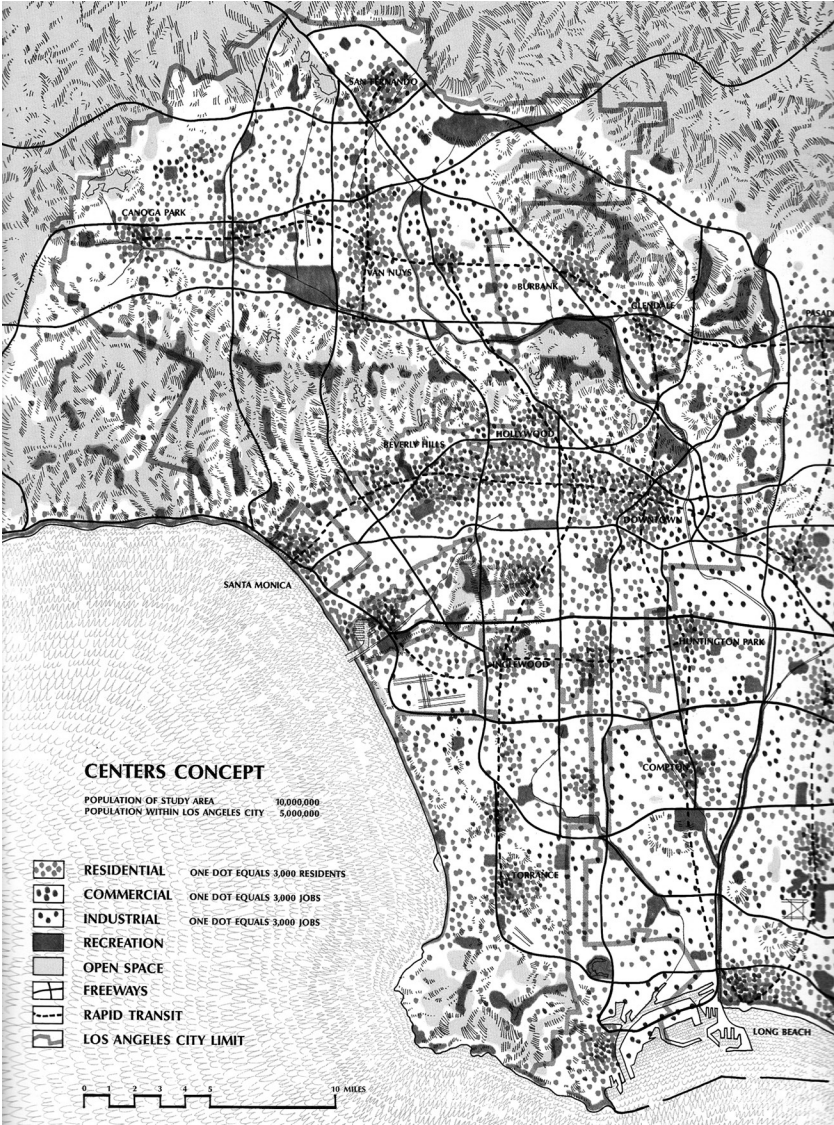 SAN FERNANDO
CANOGA PARK
VAN NUYS
BURBANK
GLENDALE
PASAD
HOLLYWOOD
BEVERLY HILLS
DOWNTOWN
SANTA MONICA
HUNTINGTON PARK
INGLEWOOD
COMPTON
TORRANCE
LONG BEACH
CENTERS CONCEPT
POPULATION OF STUDY AREA 10,000,000
POPULATION WITHIN LOS ANGELES CITY 5,000,000
RESIDENTIAL ONE DOT EQUALS 3,000 RESIDENTS
COMMERCIAL ONE DOT EQUALS 3,000 JOBS
INDUSTRIAL ONE DOT EQUALS 3,000 JOBS
RECREATION
OPEN SPACE
FREEWAYS
RAPID TRANSIT
LOS ANGELES CITY LIMIT
0 1 2 3 4 5 10 MILES